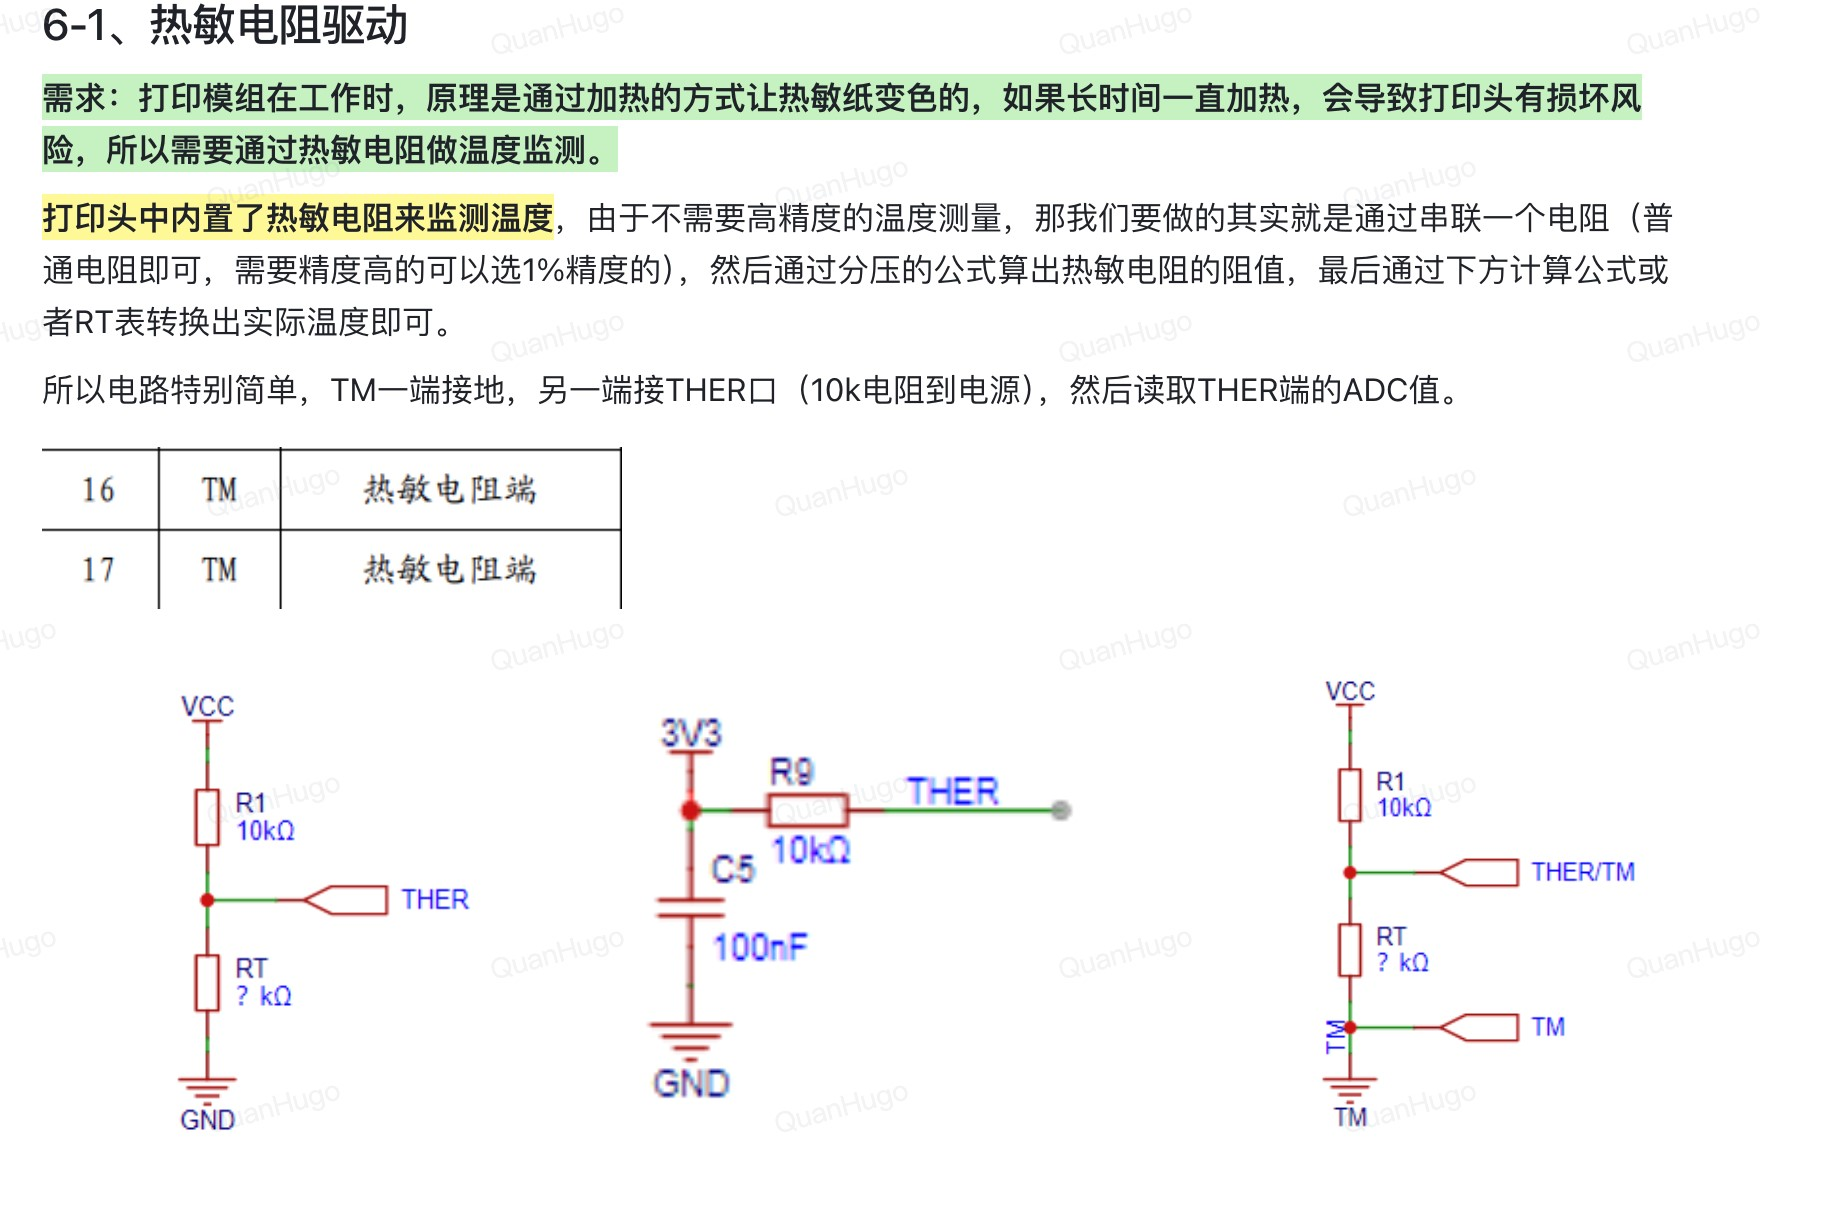 6-1、热敏电阻驱动
需求：打印模组在工作时，原理是通过加热的方式让热敏纸变色的，如果长时间一直加热，会导致打印头有损坏风
险，所以需要通过热敏电阻做温度监测。
打印头中内置了热敏电阻来监测温度，由于不需要高精度的温度测量，那我们要做的其实就是通过串联一个电阻（普
通电阻即可，需要精度高的可以选1%精度的），然后通过分压的公式算出热敏电阻的阻值，最后通过下方计算公式或
者RT表转换出实际温度即可。
所以电路特别简单，TM一端接地，另一端接THER口（10k电阻到电源），然后读取THER端的ADC值。
16 TM 热敏电阻端
17 TM 热敏电阻端
VCC
R1
10kΩ
THER
RT
? kΩ
GND
3V3
R9
THER
10kΩ
C5
100nF
GND
VCC
R1
10kΩ
THER/TM
RT
? kΩ
TM
TM
TM
QuanHugo